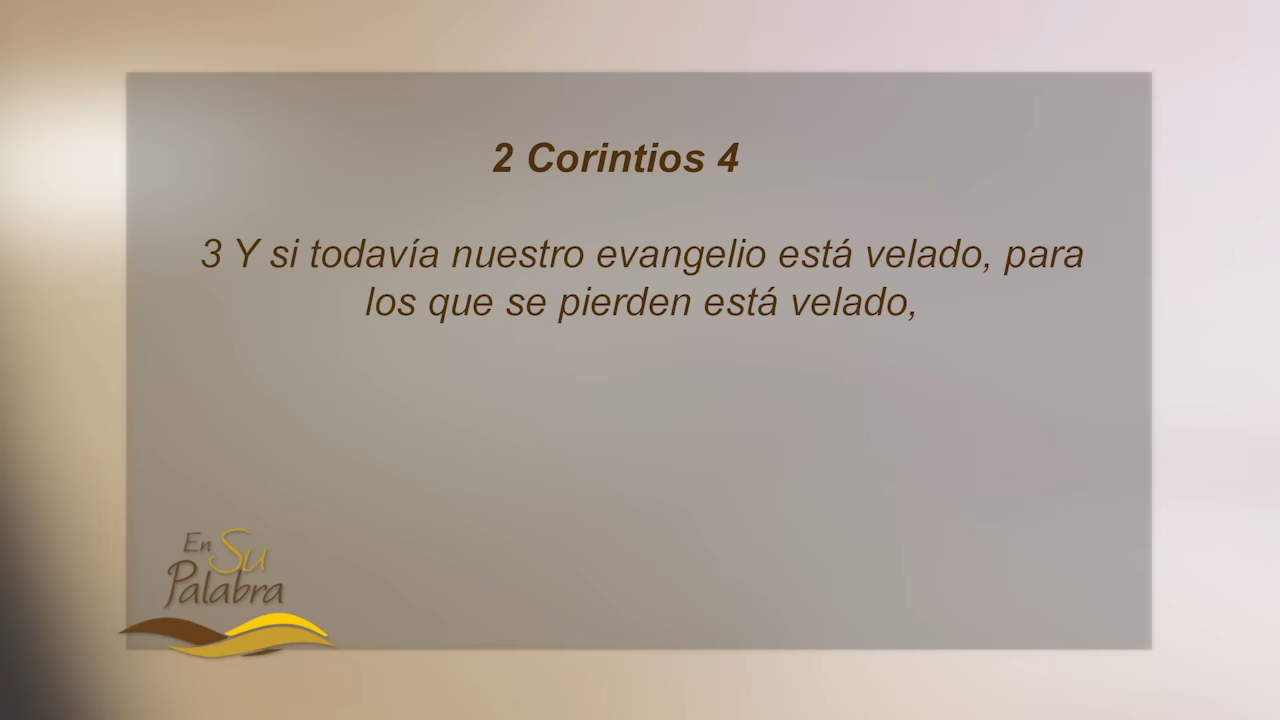 2 Corintios 4
3 Y si todavía nuestro evangelio está velado, para
los que se pierden está velado,
En Su
Palabra